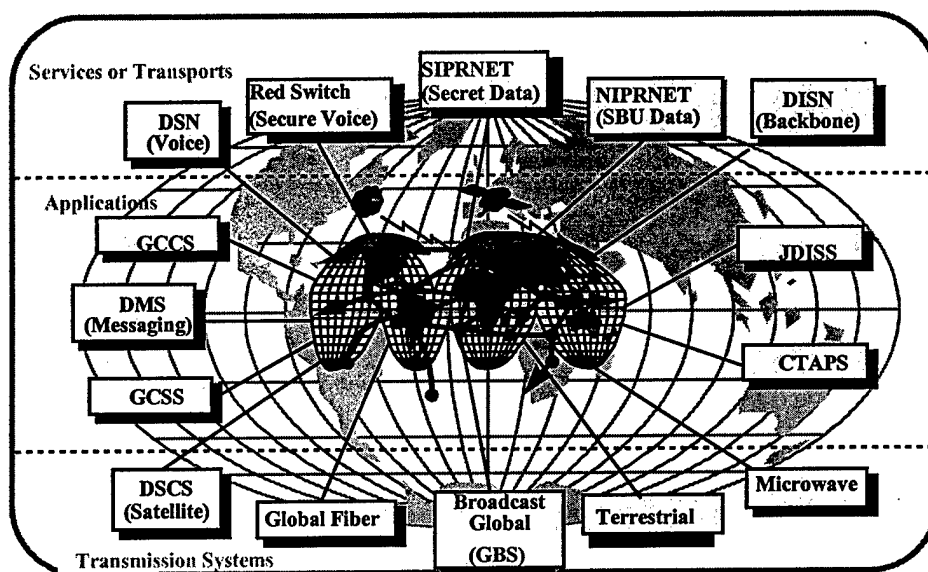 Services or Transports
DSN
(Voice)
Red Switch
(Secure Voice)
SIPRNET
(Secret Data)
NIPRNET
(SBU Data)
DISN
(Backbone)
Applications
GCCS
DMS
(Messaging)
GCSS
JDISS
CTAPS
DSCS
(Satellite)
Global Fiber
Broadcast
Global
(GBS)
Terrestrial
Microwave
Transmission Systems